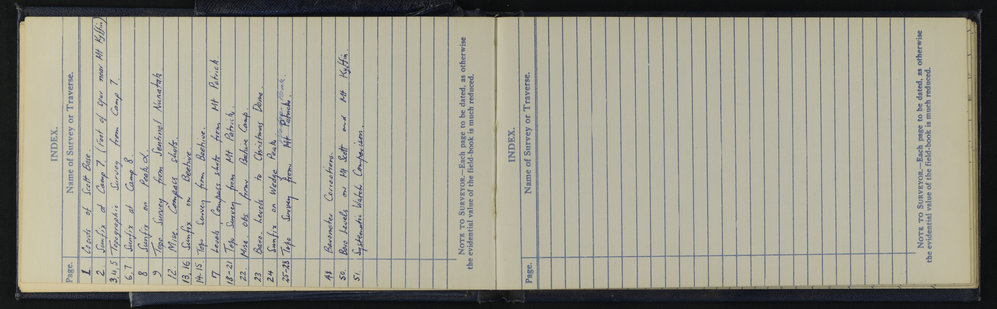 INDEX.
Page. Name of Survey or Traverse.
1 Levels of Scott Base.
2 Sunfix at Camp 7. (Foot of spur near Mt Kyffin)
3,4,5 Topographic Survey from Camp 7.
6,7 Sunfix at Camp 8
8 Sunfix on Peak α.
9 Topo Survey from Sentinel Nunatak
12 Misc. Compass shots.
13,16 Sunfix on Beehive
14-15 Topo Survey from Beehive.
17 Levels Compass shots from Mt Patrick
18-21 Topo Survey from Mt Patrick.
22 Misc. obs from Beehive Camp.
23 Baro. Levels to Christmas Dome.
24 Sunfix on Wedge Peak
25-28 Topo Survey from Mt Patricks.
48 Barometer Corrections.
50. Baro Levels on Mt Scott and Mt Kyffin.
51. Systematic Watch Comparison.
NOTE TO SURVEYOR.—Each page to be dated, as otherwise
the evidential value of the field-book is much reduced.
INDEX.
Page. Name of Survey or Traverse.
NOTE TO SURVEYOR.—Each page to be dated, as otherwise
the evidential value of the field-book is much reduced.